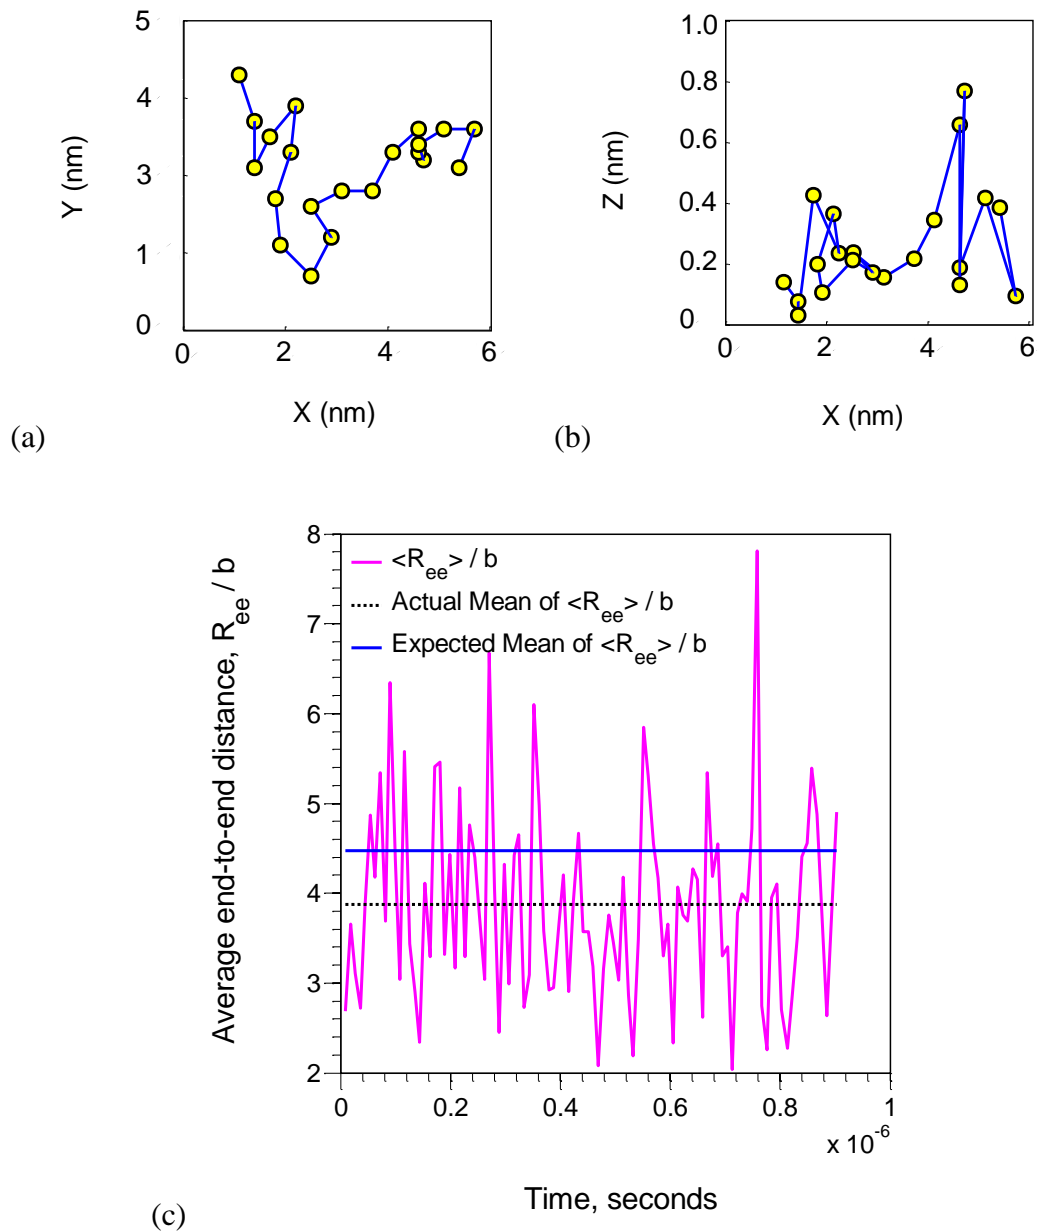 5
4
3
1
0
Y (nm)
0
2
4
6
X (nm)
(a)
1.0
0.8
0.6
0.4
0.2
0
Z (nm)
0
2
4
6
X (nm)
(b)
8
7
6
5
4
3
2
Average end-to-end distance, R_ee / b
<R_ee> / b
Actual Mean of <R_ee> / b
Expected Mean of <R_ee> / b
0
0.2
0.4
0.6
0.8
1
x 10^-6
Time, seconds
(c)